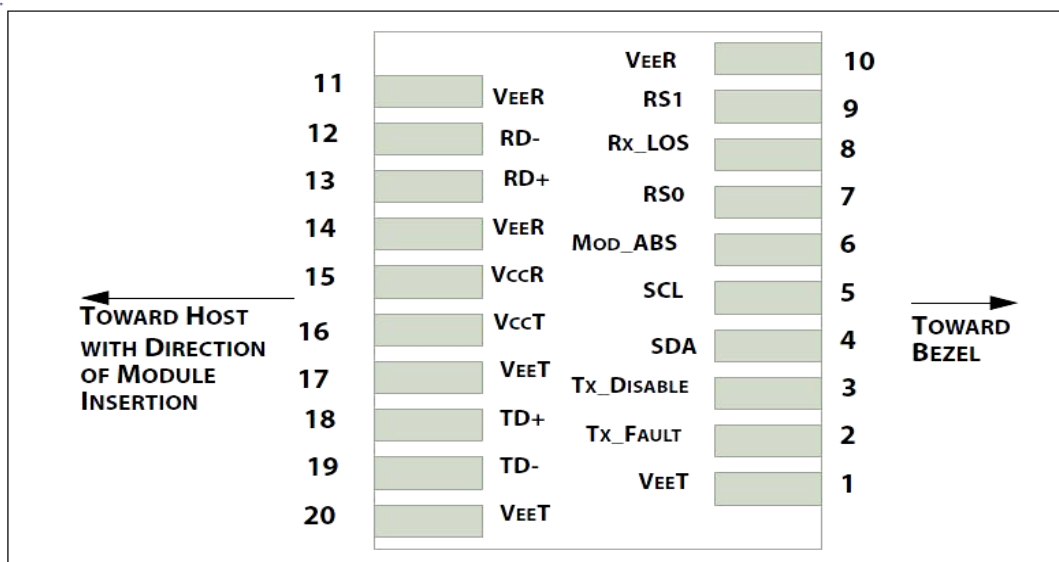 VEER 10
11 VEER
RS1 9
12 RD-
RX_LOS 8
13 RD+
RS0 7
14 VEER
MOD_ABS 6
15 VCCR
SCL 5
TOWARD HOST
WITH DIRECTION
OF MODULE
INSERTION
16 VCCT
SDA 4
TOWARD
BEZEL
17 VEET
TX_DISABLE 3
18 TD+
TX_FAULT 2
19 TD-
VEET 1
20 VEET